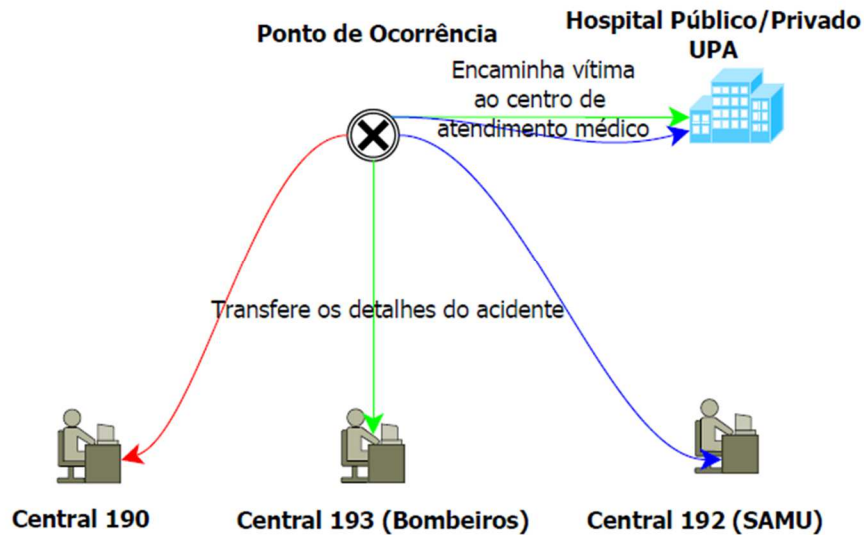 Ponto de Ocorrência
Hospital Público/Privado
UPA
Encaminha vítima
ao centro de
atendimento médico
Transfere os detalhes do acidente
Central 190
Central 193 (Bombeiros)
Central 192 (SAMU)